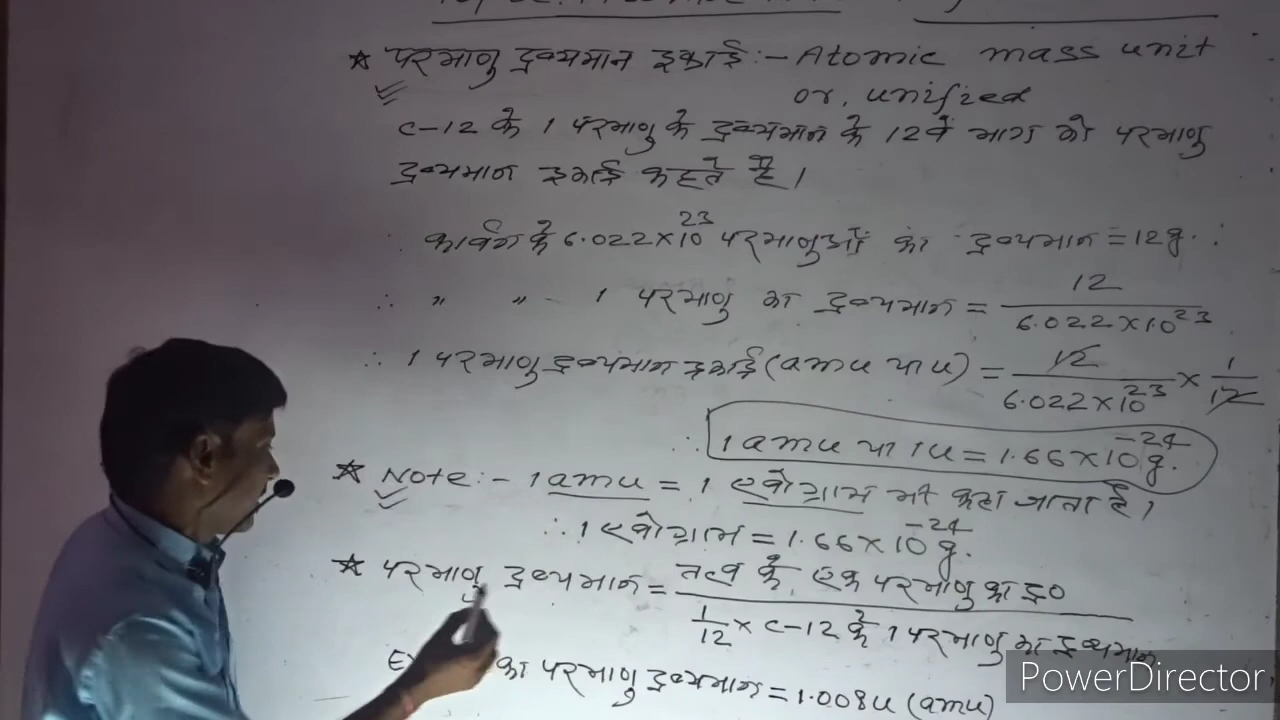 ★ परमाणु द्रव्यमान इकाई:- Atomic mass unit
or, unified
C-12 के 1 परमाणु के द्रव्यमान के 12वें भाग को परमाणु
द्रव्यमान इकाई कहते हैं।
∵ कार्बन के 6.022×10²³ परमाणुओं का द्रव्यमान = 12g.
∴ " " 1 परमाणु का द्रव्यमान = 12 / 6.022×10²³
∴ 1 परमाणु द्रव्यमान इकाई (amu या u) = 12 / 6.022×10²³ × 1/12
∴ 1 amu या 1u = 1.66×10⁻²⁴g.
★ Note:- 1 amu = 1 एवोग्राम भी कहा जाता है।
∴ 1 एवोग्राम = 1.66×10⁻²⁴g.
★ परमाणु द्रव्यमान = तत्व के एक परमाणु का द्र० / 1/12 × C-12 के 1 परमाणु का द्रव्यमान
का परमाणु द्रव्यमान = 1.008u (amu)
PowerDirector